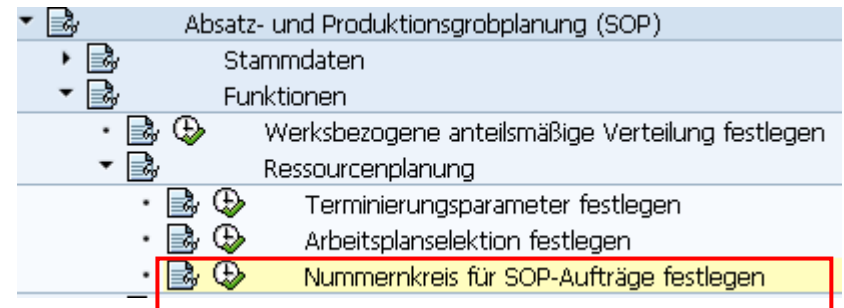 Absatz- und Produktionsgrobplanung (SOP)
Stammdaten
Funktionen
Werksbezogene anteilsmäßige Verteilung festlegen
Ressourcenplanung
Terminierungsparameter festlegen
Arbeitsplanselektion festlegen
Nummernkreis für SOP-Aufträge festlegen